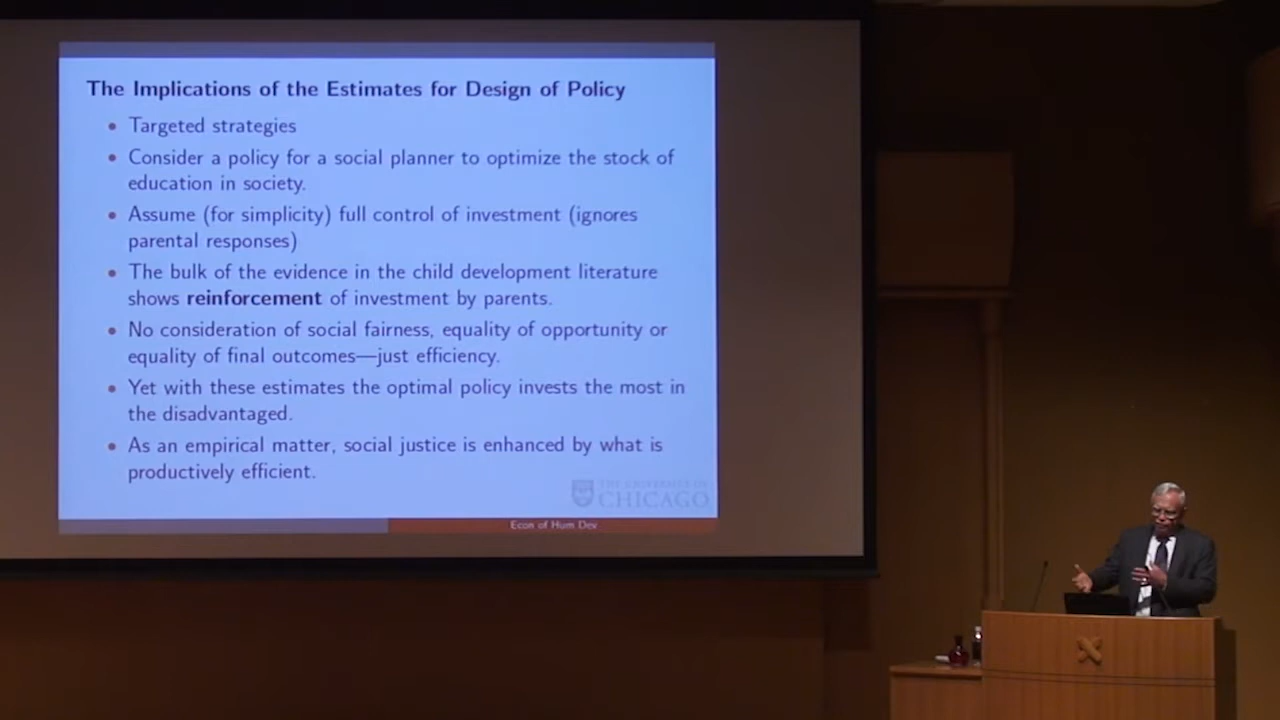 The Implications of the Estimates for Design of Policy
• Targeted strategies
• Consider a policy for a social planner to optimize the stock of
education in society.
• Assume (for simplicity) full control of investment (ignores
parental responses)
• The bulk of the evidence in the child development literature
shows reinforcement of investment by parents.
• No consideration of social fairness, equality of opportunity or
equality of final outcomes—just efficiency.
• Yet with these estimates the optimal policy invests the most in
the disadvantaged.
• As an empirical matter, social justice is enhanced by what is
productively efficient.
THE UNIVERSITY OF
CHICAGO
Econ of Hum Dev